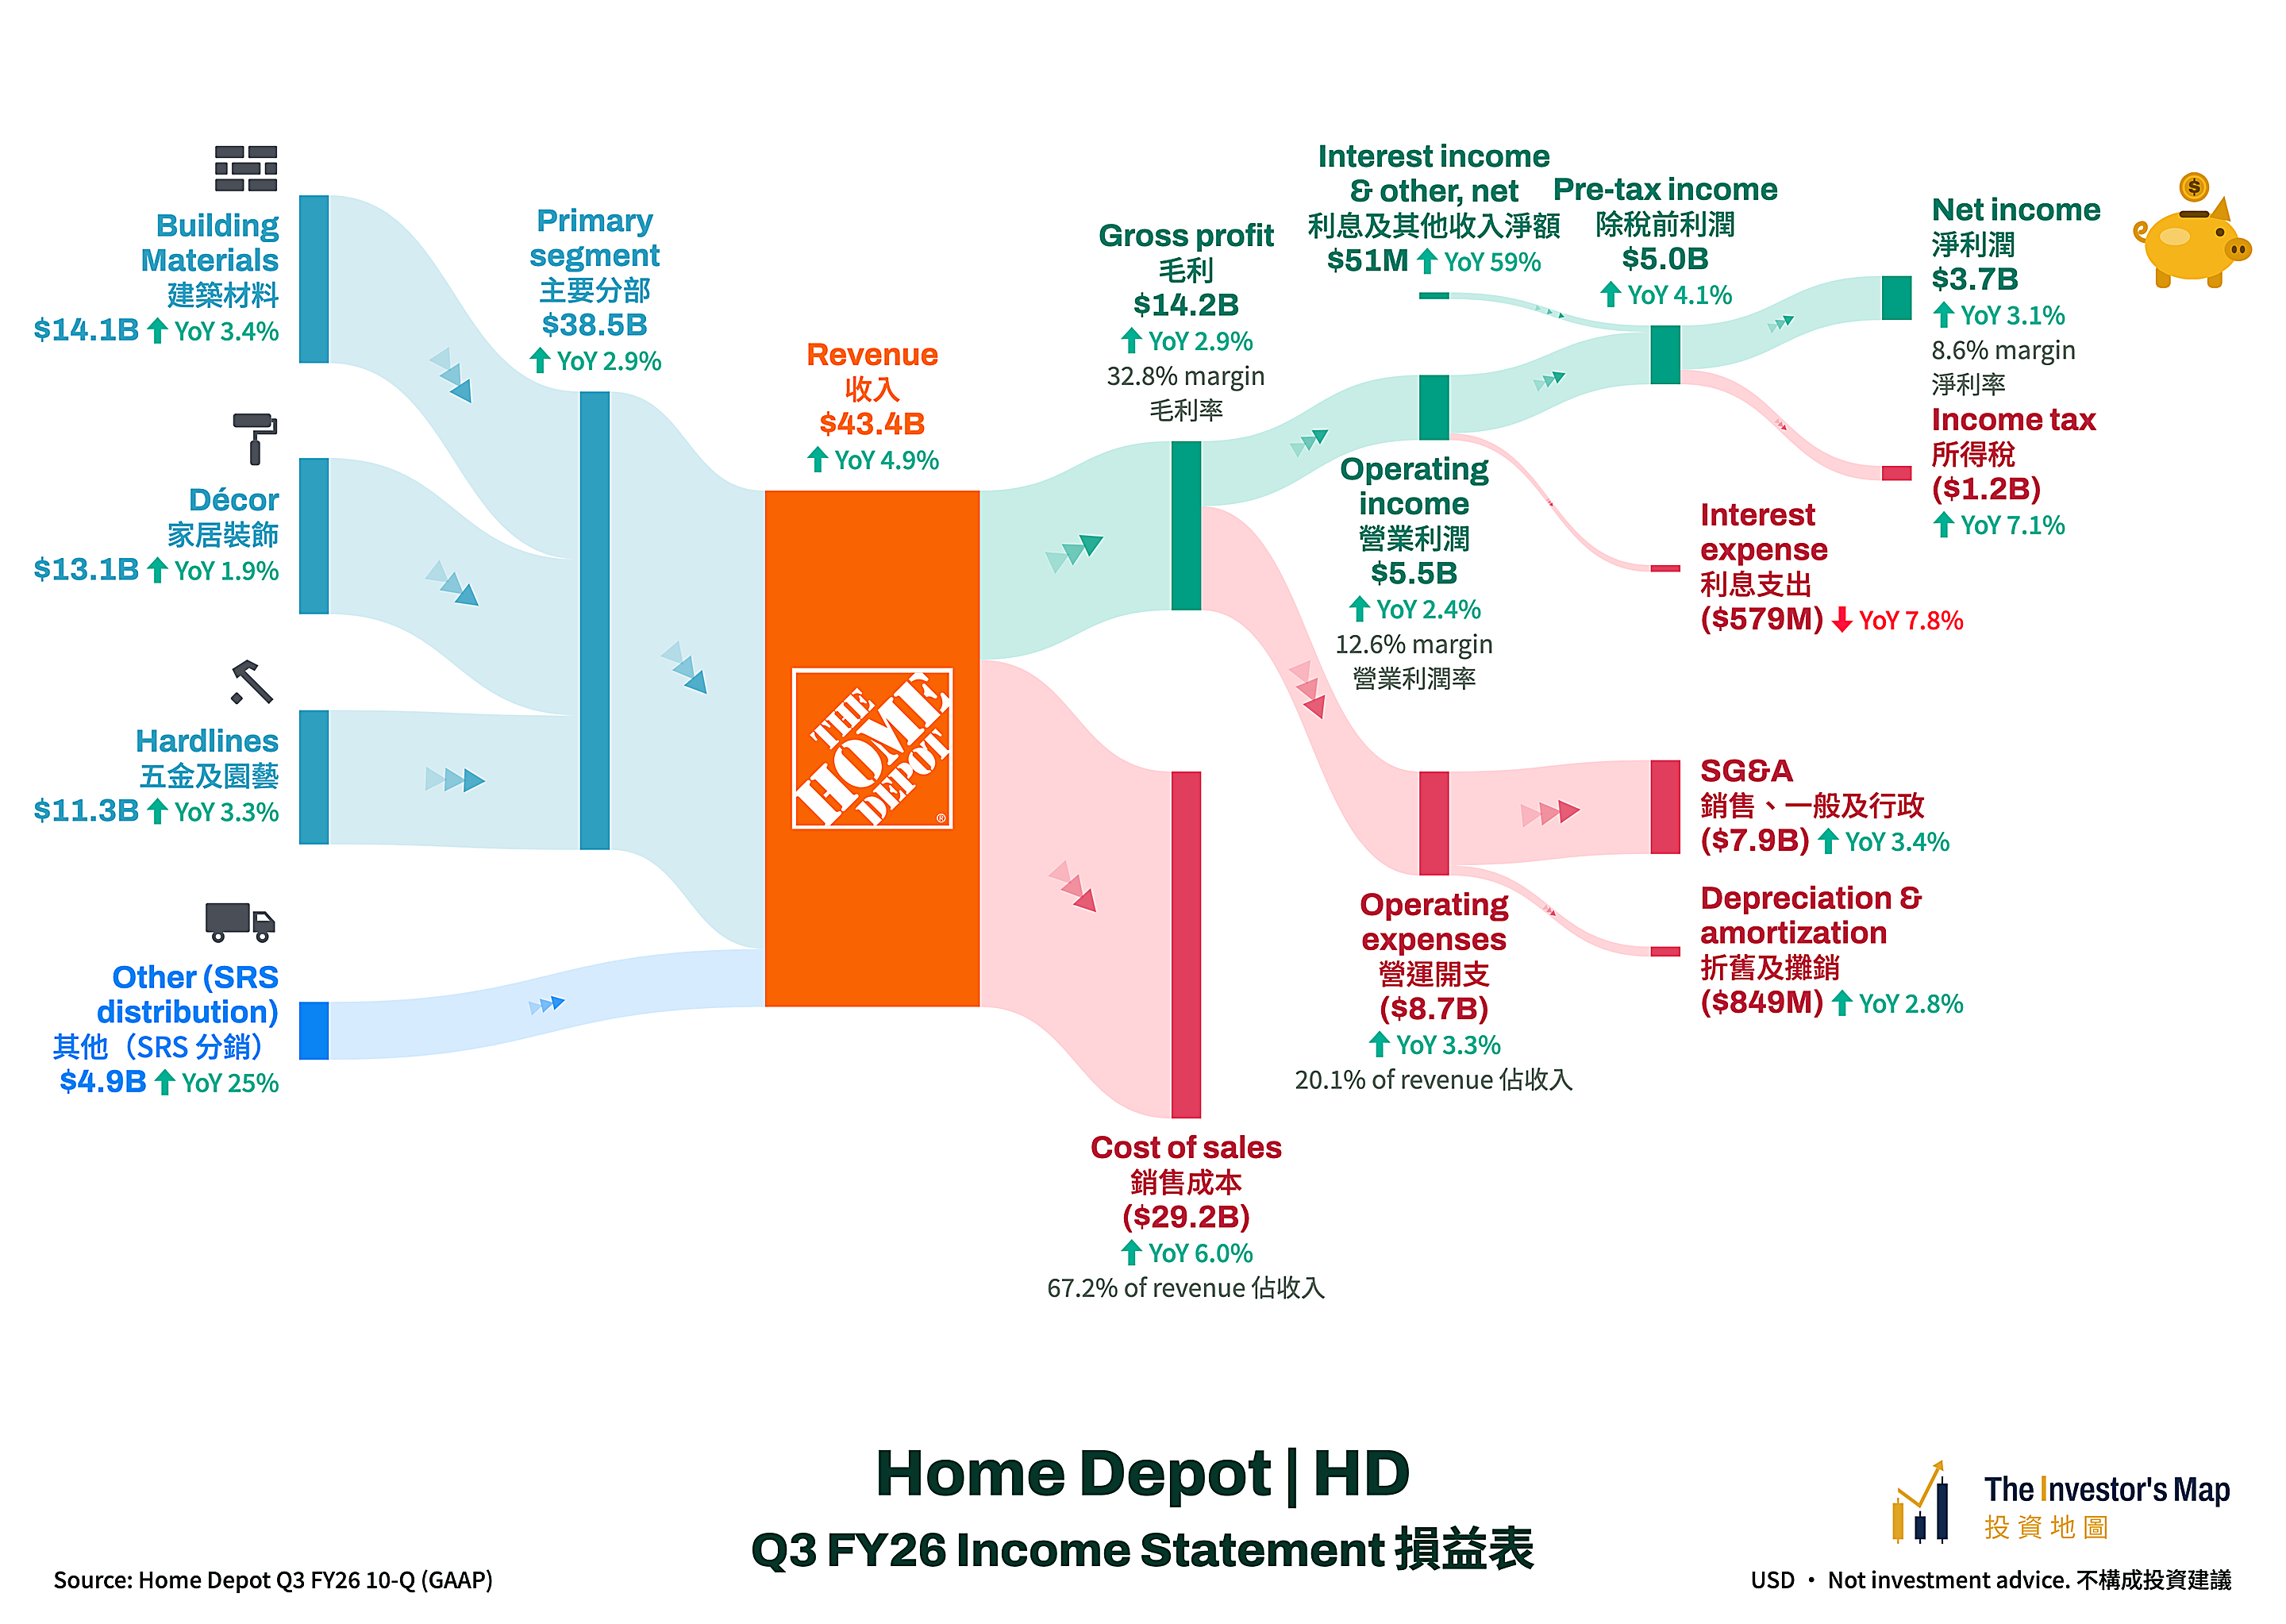 Building
Materials
建築材料
$14.1B YoY 3.4%
Décor
家居裝飾
$13.1B YoY 1.9%
Hardlines
五金及園藝
$11.3B YoY 3.3%
Other (SRS
distribution)
其他（SRS 分銷）
$4.9B YoY 25%
Primary
segment
主要分部
$38.5B
YoY 2.9%
Revenue
收入
$43.4B
YoY 4.9%
THE
HOME
DEPOT
®
Gross profit
毛利
$14.2B
YoY 2.9%
32.8% margin
毛利率
Cost of sales
銷售成本
($29.2B)
YoY 6.0%
67.2% of revenue 佔收入
Interest income
& other, net
利息及其他收入淨額
$51M YoY 59%
Operating
income
營業利潤
$5.5B
YoY 2.4%
12.6% margin
營業利潤率
Operating
expenses
營運開支
($8.7B)
YoY 3.3%
20.1% of revenue 佔收入
Pre-tax income
除稅前利潤
$5.0B
YoY 4.1%
Interest
expense
利息支出
($579M) YoY 7.8%
SG&A
銷售、一般及行政
($7.9B) YoY 3.4%
Depreciation &
amortization
折舊及攤銷
($849M) YoY 2.8%
$
Net income
淨利潤
$3.7B
YoY 3.1%
8.6% margin
淨利率
Income tax
所得稅
($1.2B)
YoY 7.1%
Home Depot | HD
Q3 FY26 Income Statement 損益表
Source: Home Depot Q3 FY26 10-Q (GAAP)
The Investor's Map
投資地圖
USD • Not investment advice. 不構成投資建議